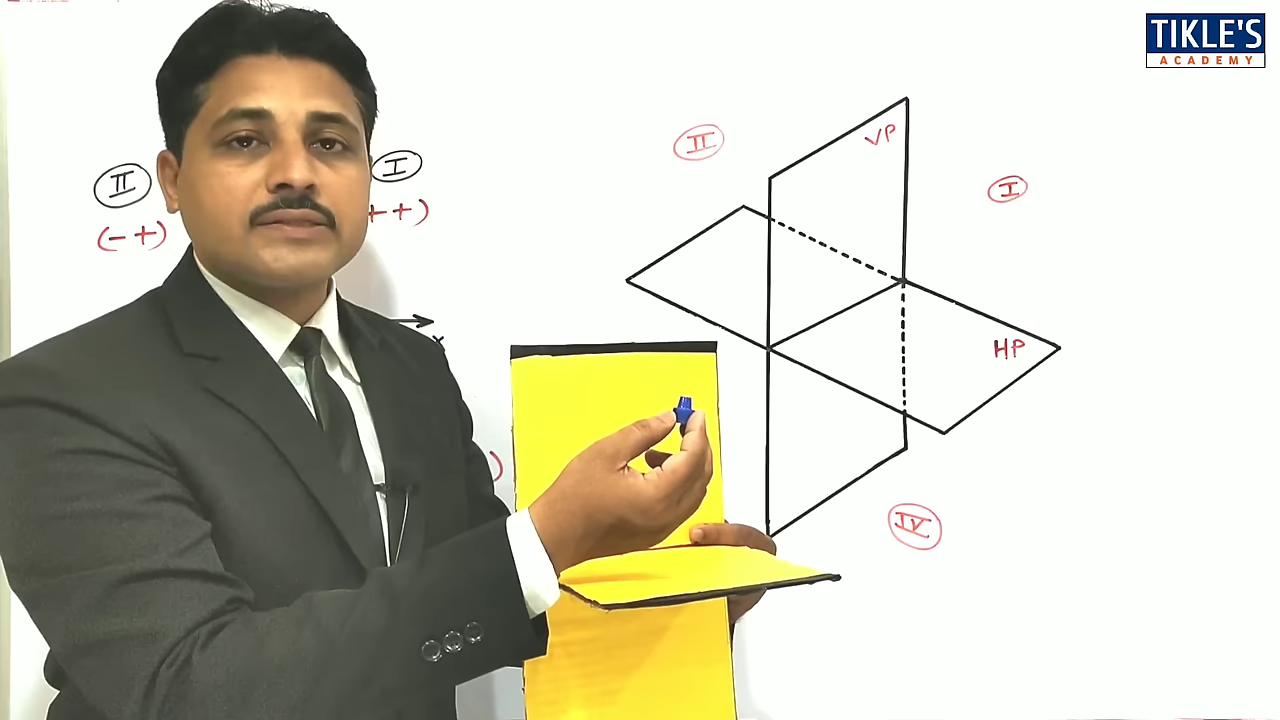 TIKLE'S
ACADEMY
II
(- +)
I
+ +)
x
)
II
VP
I
HP
IV